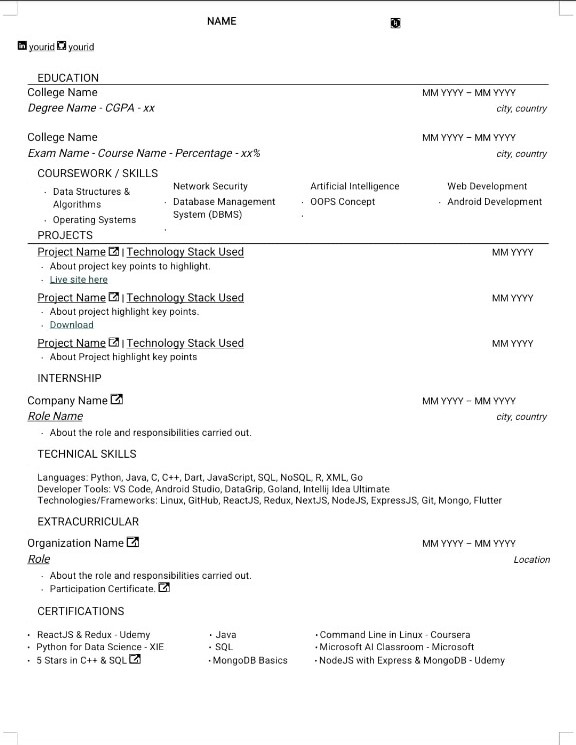 NAME
yourid yourid
EDUCATION
College Name MM YYYY – MM YYYY
Degree Name - CGPA - xx city, country
College Name MM YYYY – MM YYYY
Exam Name - Course Name - Percentage - xx% city, country
COURSEWORK / SKILLS
· Data Structures &
Algorithms
· Operating Systems
Network Security
· Database Management
System (DBMS)
·
Artificial Intelligence
· OOPS Concept
·
Web Development
· Android Development
PROJECTS
Project Name | Technology Stack Used MM YYYY
· About project key points to highlight.
· Live site here
Project Name | Technology Stack Used MM YYYY
· About project highlight key points.
· Download
Project Name | Technology Stack Used MM YYYY
· About Project highlight key points
INTERNSHIP
Company Name MM YYYY – MM YYYY
Role Name city, country
· About the role and responsibilities carried out.
TECHNICAL SKILLS
Languages: Python, Java, C, C++, Dart, JavaScript, SQL, NoSQL, R, XML, Go
Developer Tools: VS Code, Android Studio, DataGrip, Goland, Intellij Idea Ultimate
Technologies/Frameworks: Linux, GitHub, ReactJS, Redux, NextJS, NodeJS, ExpressJS, Git, Mongo, Flutter
EXTRACURRICULAR
Organization Name MM YYYY – MM YYYY
Role Location
· About the role and responsibilities carried out.
· Participation Certificate.
CERTIFICATIONS
· ReactJS & Redux - Udemy · Java · Command Line in Linux - Coursera
· Python for Data Science - XIE · SQL · Microsoft AI Classroom - Microsoft
· 5 Stars in C++ & SQL · MongoDB Basics · NodeJS with Express & MongoDB - Udemy